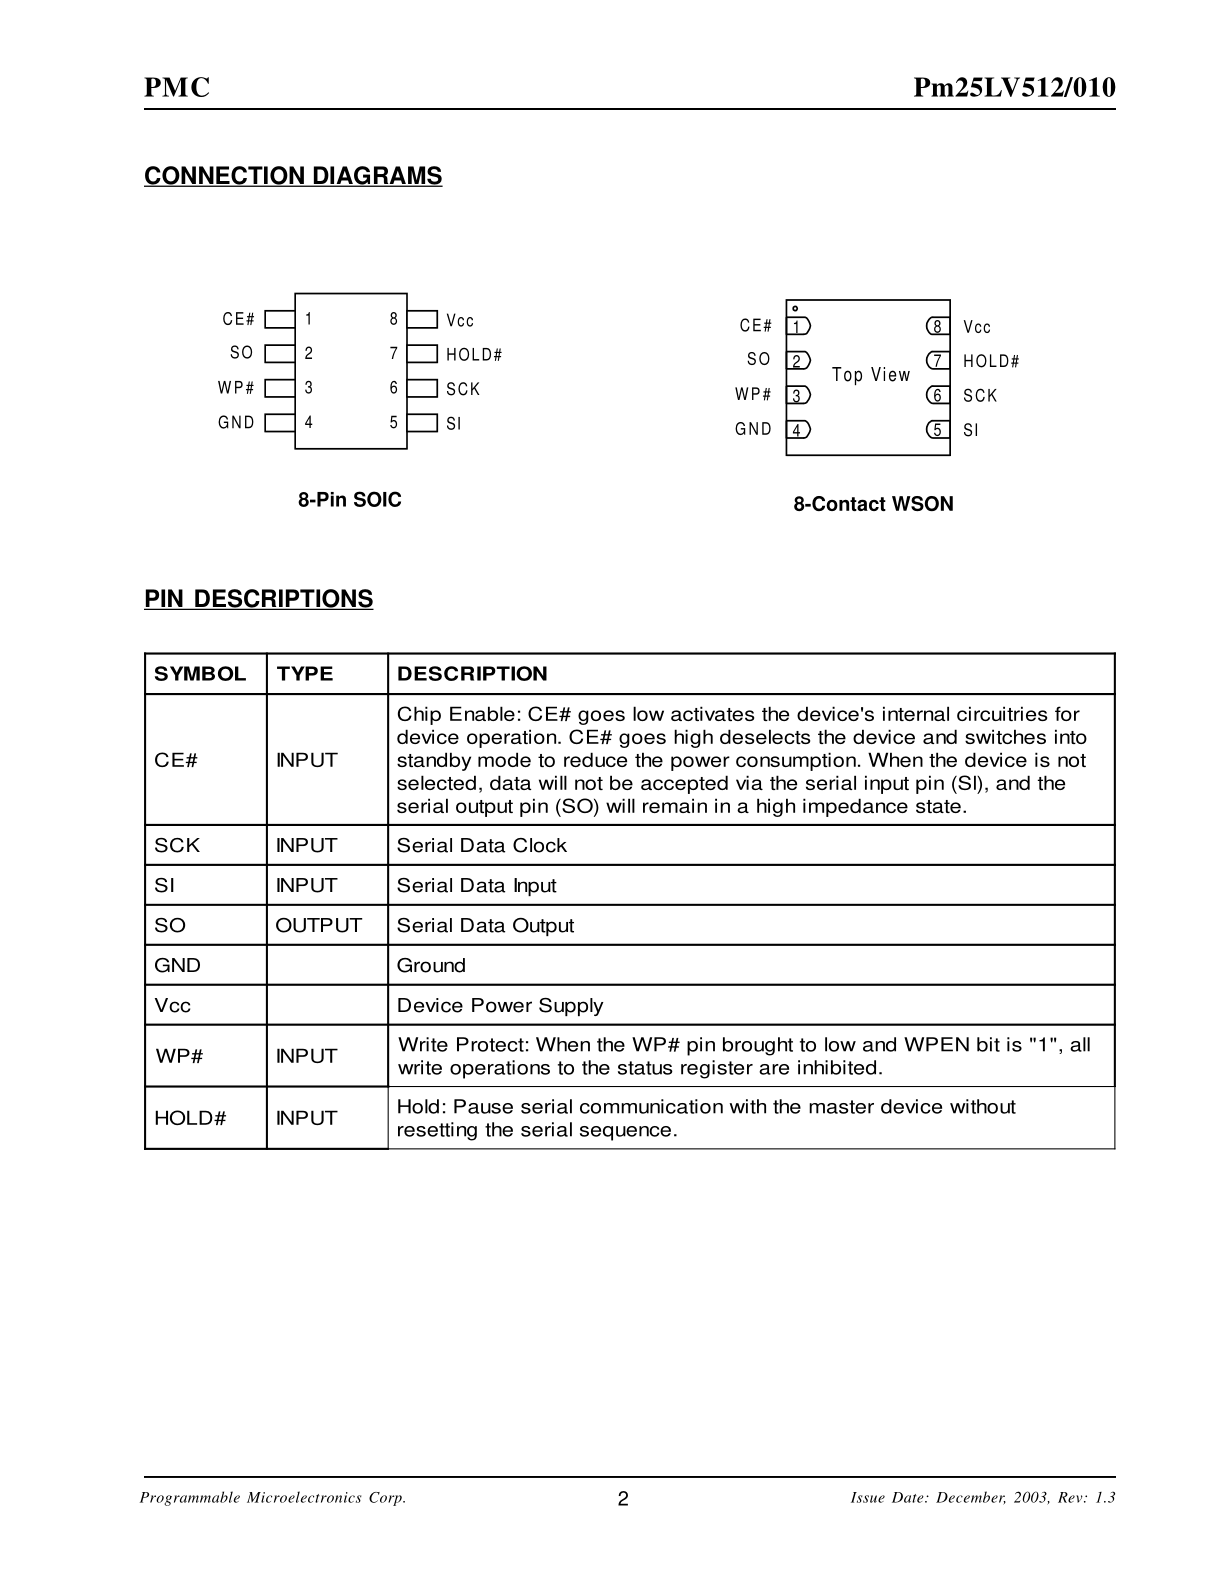 PMC Pm25LV512/010
CONNECTION DIAGRAMS
CE# 1 8 Vcc
SO 2 7 HOLD#
WP# 3 6 SCK
GND 4 5 SI
8-Pin SOIC
CE# 1 8 Vcc
SO 2 7 HOLD#
Top View
WP# 3 6 SCK
GND 4 5 SI
8-Contact WSON
PIN DESCRIPTIONS
SYMBOL TYPE DESCRIPTION
CE# INPUT Chip Enable: CE# goes low activates the device's internal circuitries for
device operation. CE# goes high deselects the device and switches into
standby mode to reduce the power consumption. When the device is not
selected, data will not be accepted via the serial input pin (Sl), and the
serial output pin (SO) will remain in a high impedance state.
SCK INPUT Serial Data Clock
SI INPUT Serial Data Input
SO OUTPUT Serial Data Output
GND Ground
Vcc Device Power Supply
WP# INPUT Write Protect: When the WP# pin brought to low and WPEN bit is "1", all
write operations to the status register are inhibited.
HOLD# INPUT Hold: Pause serial communication with the master device without
resetting the serial sequence.
Programmable Microelectronics Corp. 2 Issue Date: December, 2003, Rev: 1.3